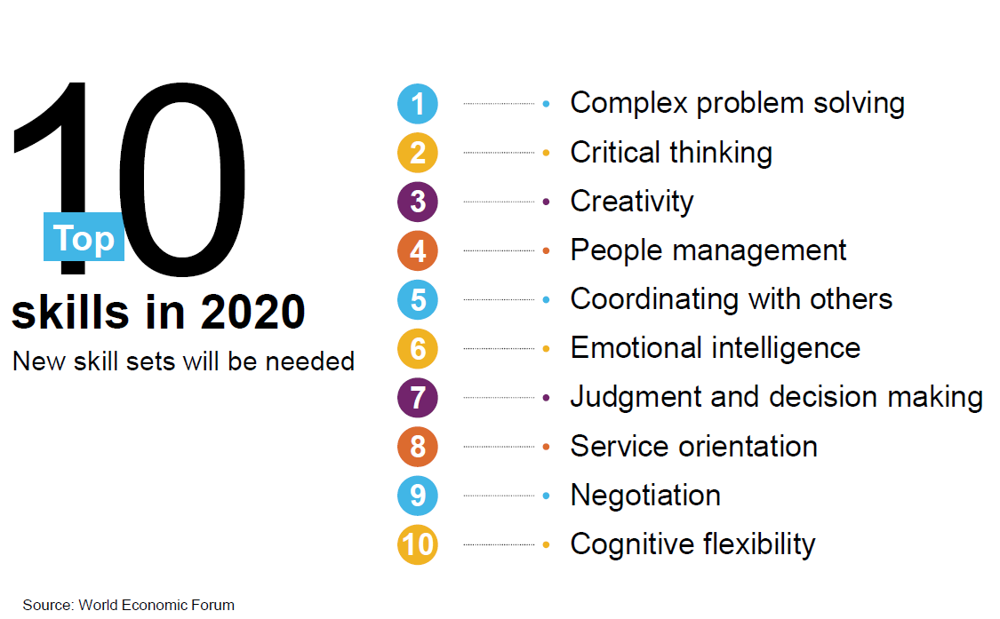 10
Top
skills in 2020
New skill sets will be needed
1 Complex problem solving
2 Critical thinking
3 Creativity
4 People management
5 Coordinating with others
6 Emotional intelligence
7 Judgment and decision making
8 Service orientation
9 Negotiation
10 Cognitive flexibility
Source: World Economic Forum